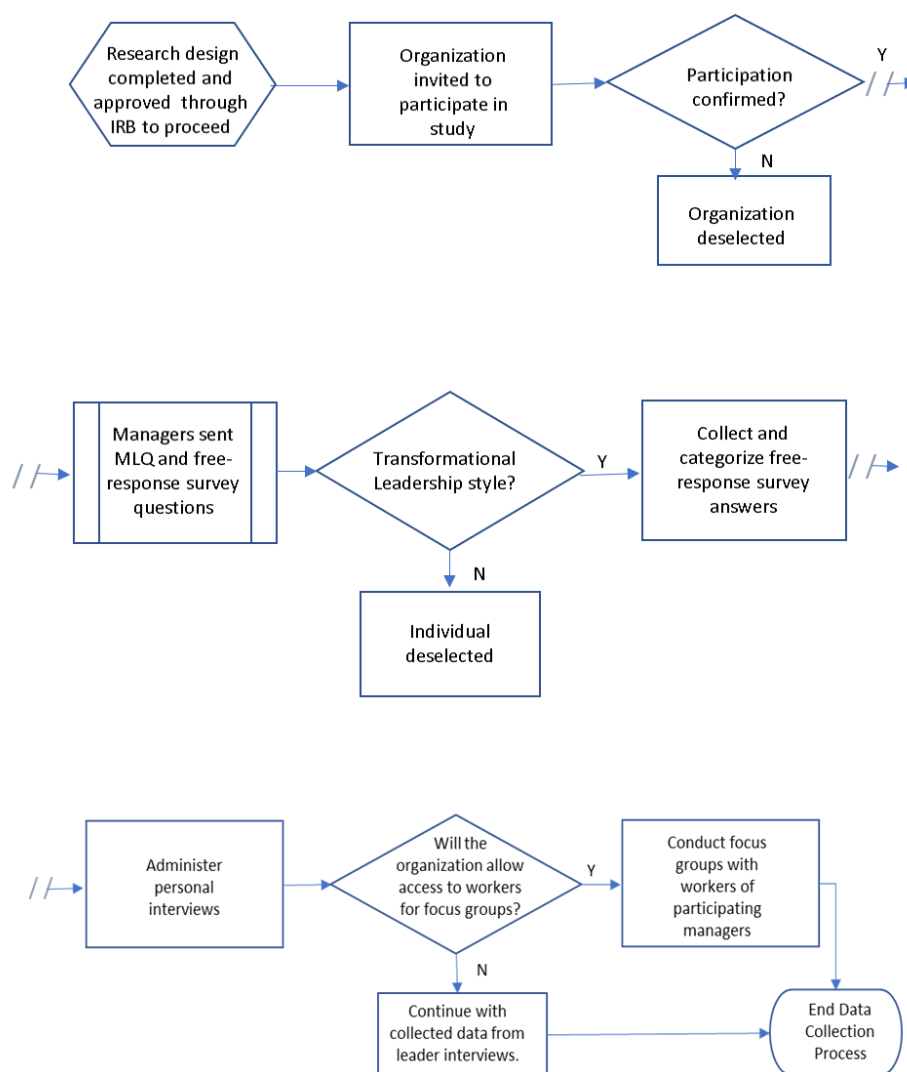 Research design
completed and
approved through
IRB to proceed
Organization
invited to
participate in
study
Participation
confirmed?
Y
N
Organization
deselected
Managers sent
MLQ and free-
response survey
questions
Transformational
Leadership style?
Y
Collect and
categorize free-
response survey
answers
N
Individual
deselected
Administer
personal
interviews
Will the
organization allow
access to workers
for focus groups?
Y
Conduct focus
groups with
workers of
participating
managers
N
Continue with
collected data from
leader interviews.
End Data
Collection
Process